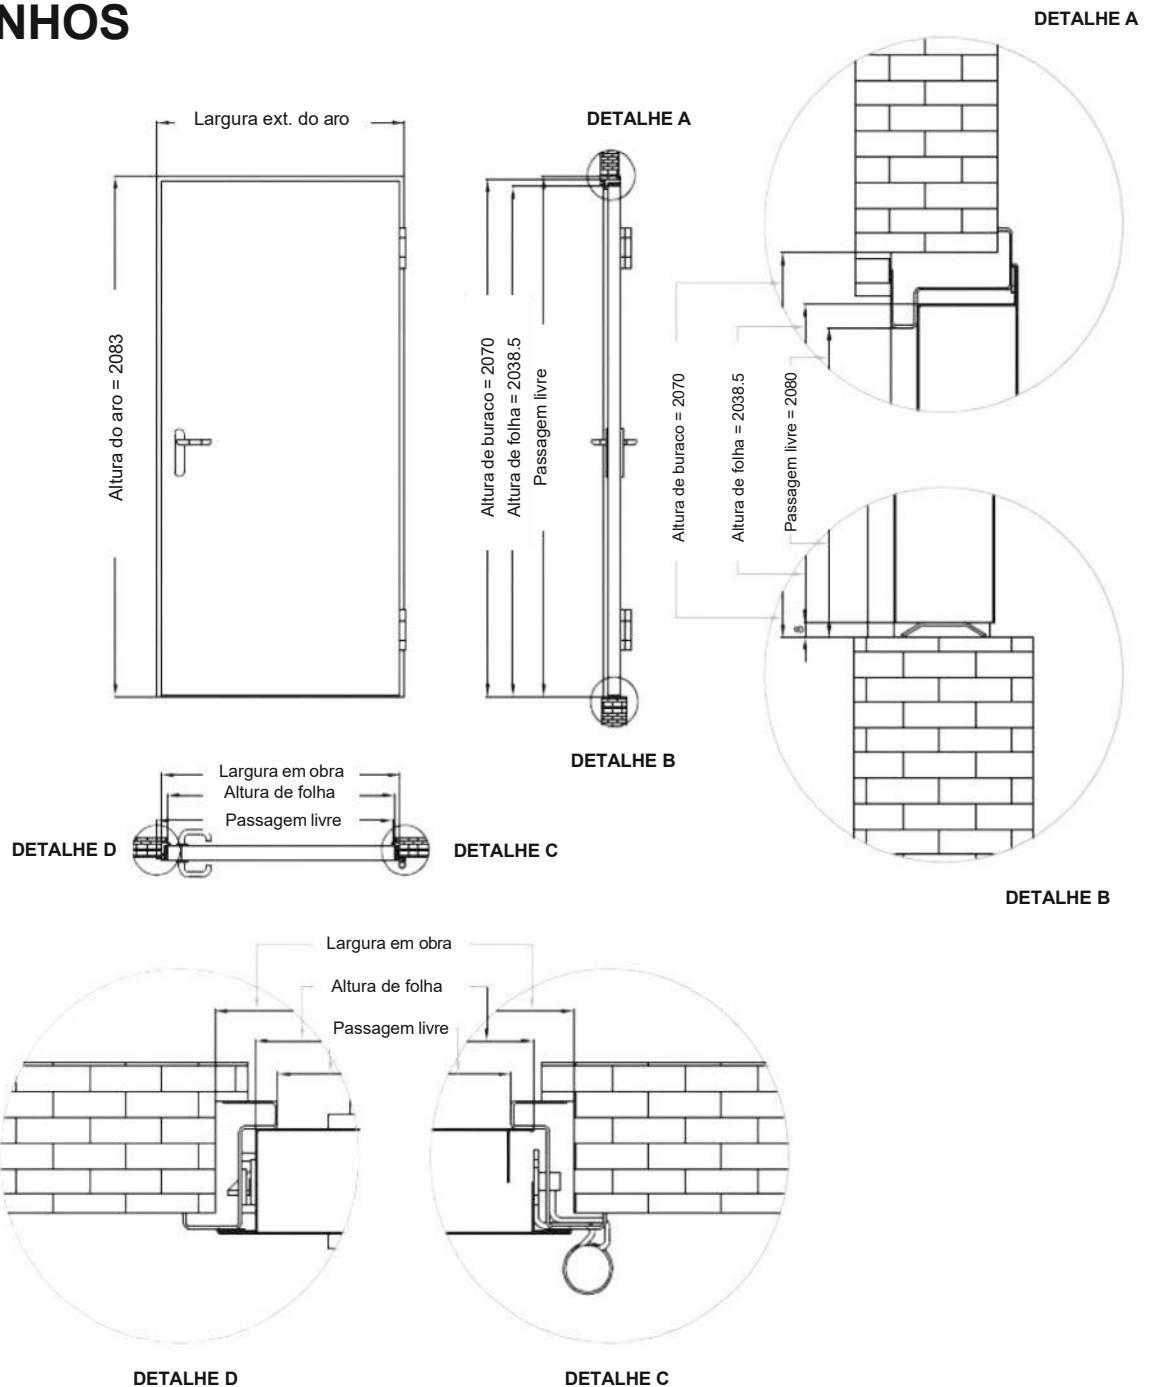 NHOS
DETALHE A
Largura ext. do aro
DETALHE A
Altura do aro = 2083
Altura de buraco = 2070
Altura de folha = 2038.5
Passagem livre
Altura de buraco = 2070
Altura de folha = 2038.5
Passagem livre = 2080
8
DETALHE B
Largura em obra
Altura de folha
Passagem livre
DETALHE D
DETALHE C
DETALHE B
Largura em obra
Altura de folha
Passagem livre
DETALHE D
DETALHE C